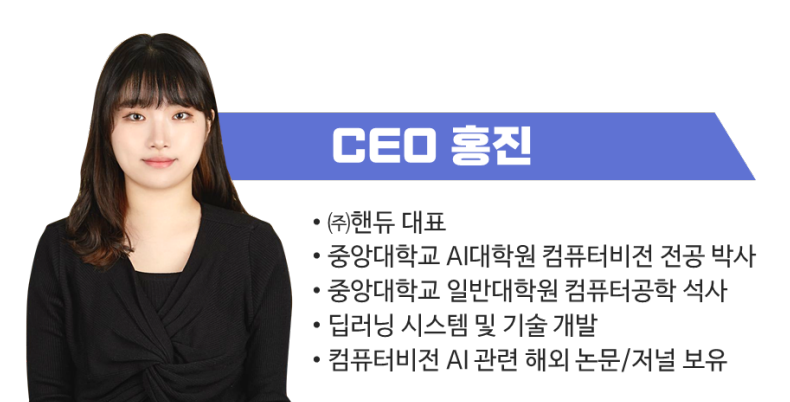 CEO 홍진
• ㈜핸듀 대표
• 중앙대학교 AI대학원 컴퓨터비전 전공 박사
• 중앙대학교 일반대학원 컴퓨터공학 석사
• 딥러닝 시스템 및 기술 개발
• 컴퓨터비전 AI 관련 해외 논문/저널 보유